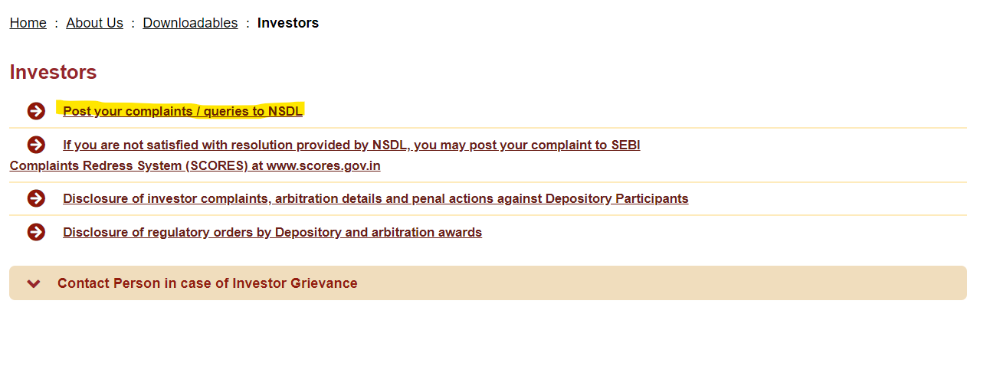 Home : About Us : Downloadables : Investors
Investors
Post your complaints / queries to NSDL
If you are not satisfied with resolution provided by NSDL, you may post your complaint to SEBI
Complaints Redress System (SCORES) at www.scores.gov.in
Disclosure of investor complaints, arbitration details and penal actions against Depository Participants
Disclosure of regulatory orders by Depository and arbitration awards
Contact Person in case of Investor Grievance